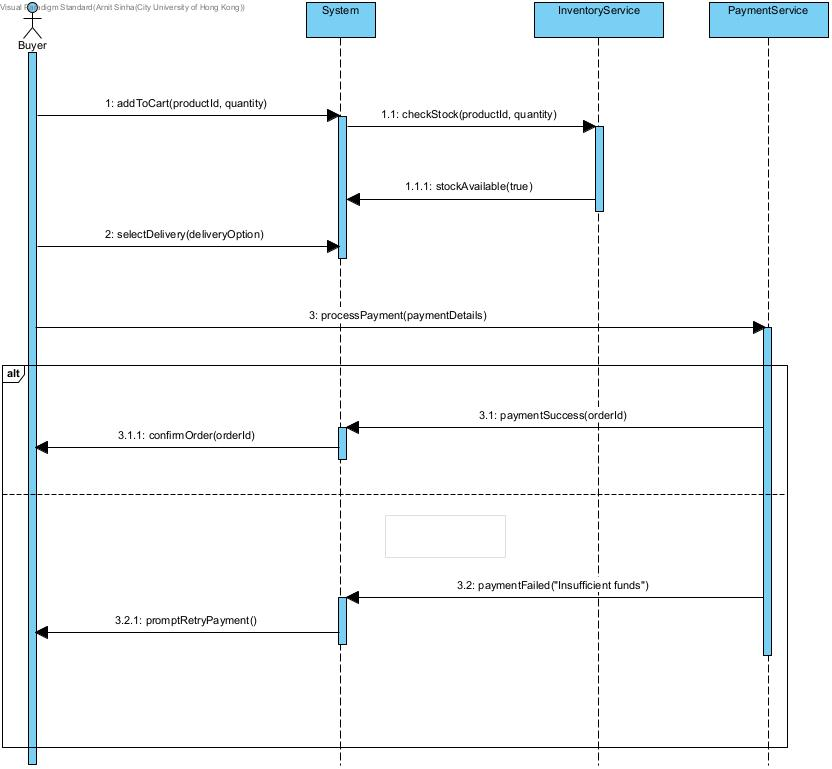 Visual Paradigm Standard(Arnit Sinha(City University of Hong Kong))
System
InventoryService
PaymentService
Buyer
1: addToCart(productId, quantity)
1.1: checkStock(productId, quantity)
1.1.1: stockAvailable(true)
2: selectDelivery(deliveryOption)
3: processPayment(paymentDetails)
alt
3.1: paymentSuccess(orderId)
3.1.1: confirmOrder(orderId)
3.2: paymentFailed("Insufficient funds")
3.2.1: promptRetryPayment()